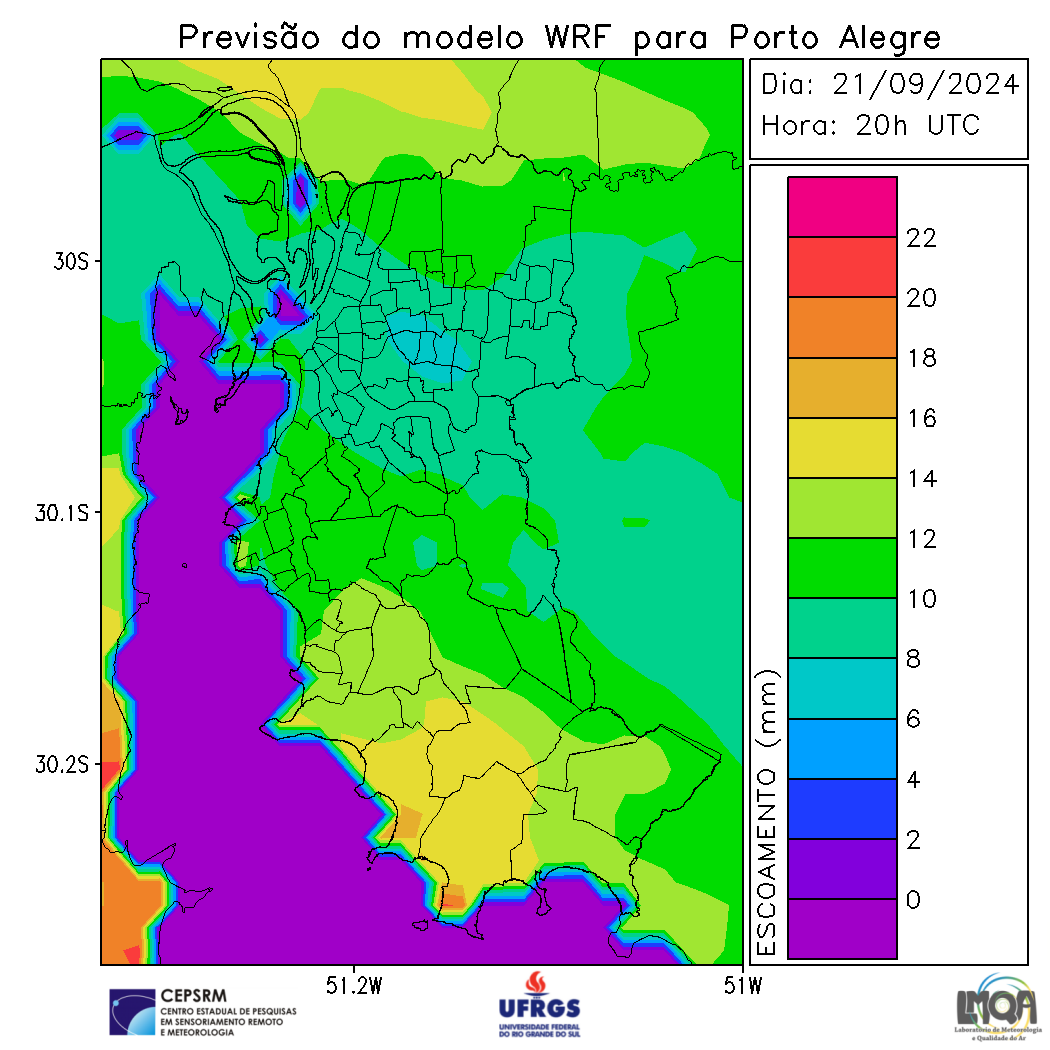 Previsão do modelo WRF para Porto Alegre
Dia: 21/09/2024
Hora: 20h UTC
30S
30.1S
30.2S
51.2W
51W
ESCOAMENTO (mm)
22
20
18
16
14
12
10
8
6
4
2
0
CEPSRM
CENTRO ESTADUAL DE PESQUISAS
EM SENSORIAMENTO REMOTO
E METEOROLOGIA
UFRGS
UNIVERSIDADE FEDERAL
DO RIO GRANDE DO SUL
LMQA
Laboratório de Meteorologia
e Qualidade do Ar